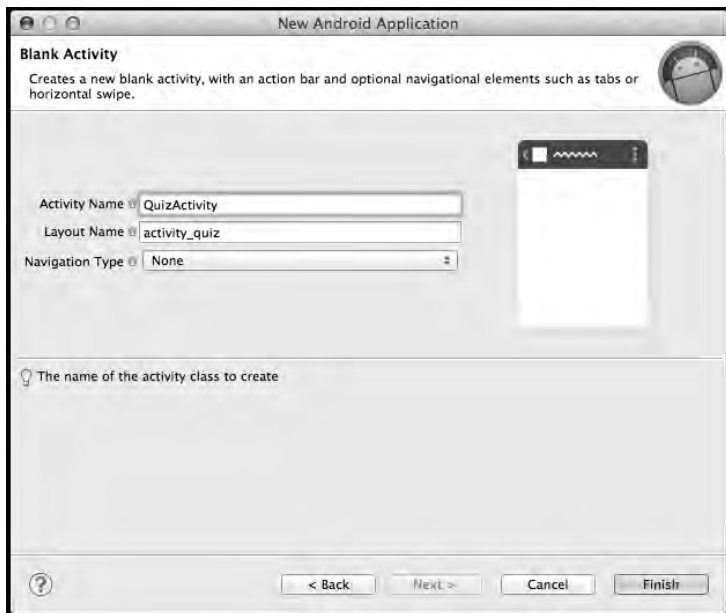 New Android Application
Blank Activity
Creates a new blank activity, with an action bar and optional navigational elements such as tabs or
horizontal swipe.
Activity Name QuizActivity
Layout Name activity_quiz
Navigation Type None
The name of the activity class to create
?
< Back Next > Cancel Finish